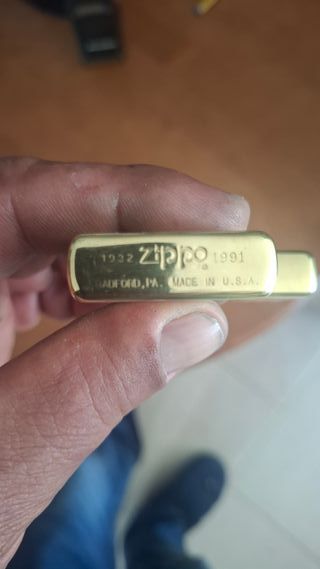 1932 Zippo 1991
BRADFORD, PA. MADE IN U.S.A.